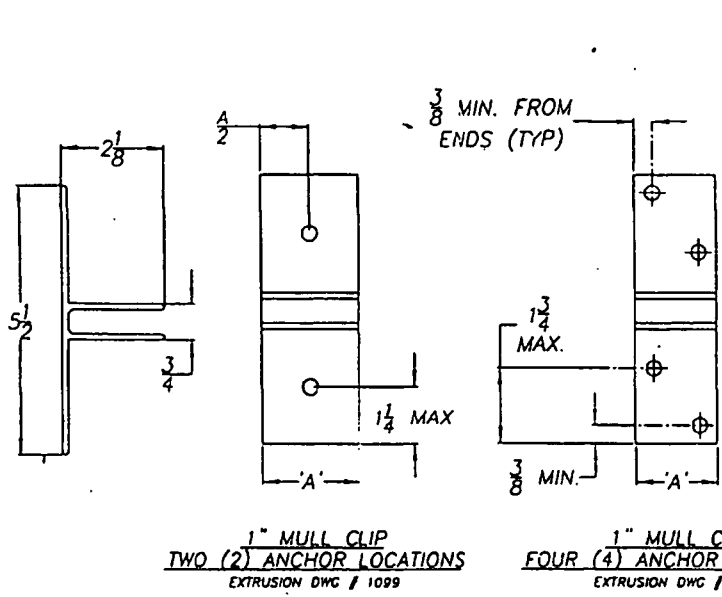 2 1/8
5 1/2
3/4
A/2
1 1/4 MAX
'A'
1" MULL CLIP
TWO (2) ANCHOR LOCATIONS
EXTRUSION DWG # 1099
3/8 MIN. FROM
ENDS (TYP)
1 3/4
MAX.
3/8 MIN.
'A'
1" MULL C
FOUR (4) ANCHOR
EXTRUSION DWG #